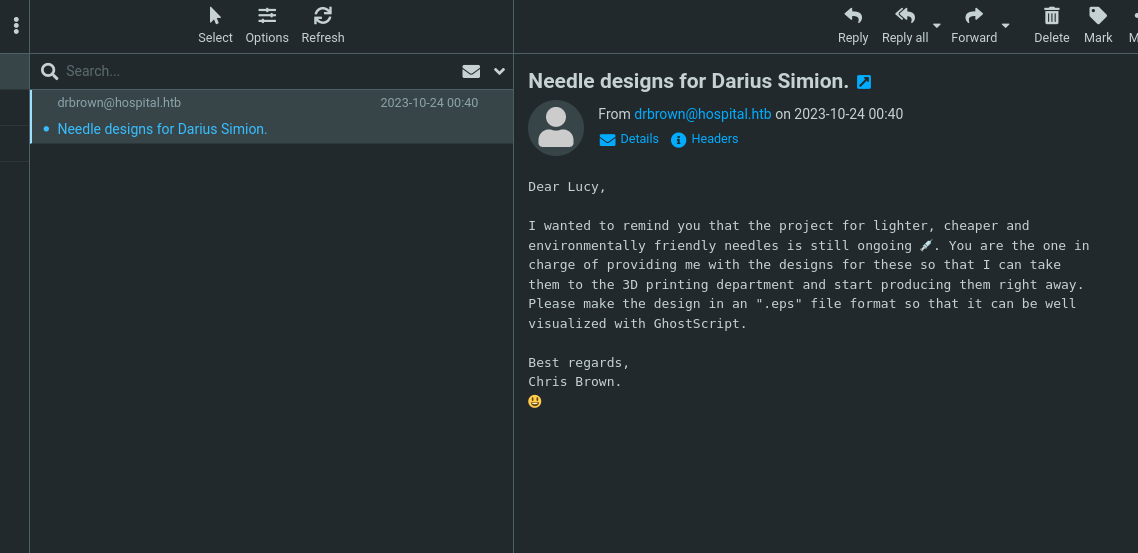 Select
Options
Refresh
Reply
Reply all
Forward
Delete
Mark
Search...
drbrown@hospital.htb
2023-10-24 00:40
Needle designs for Darius Simion.
Needle designs for Darius Simion.
From drbrown@hospital.htb on 2023-10-24 00:40
Details
Headers
Dear Lucy,
I wanted to remind you that the project for lighter, cheaper and
environmentally friendly needles is still ongoing 💉. You are the one in
charge of providing me with the designs for these so that I can take
them to the 3D printing department and start producing them right away.
Please make the design in an ".eps" file format so that it can be well
visualized with GhostScript.
Best regards,
Chris Brown.
😃